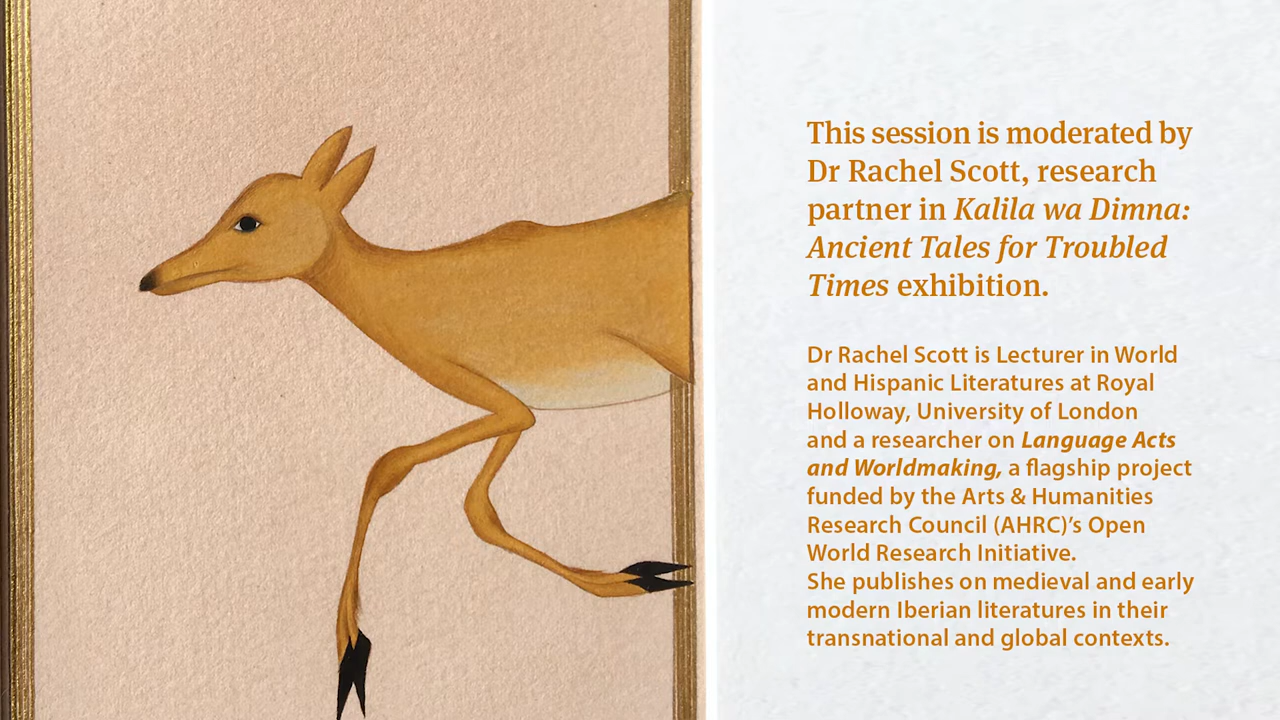 This session is moderated by
Dr Rachel Scott, research
partner in Kalila wa Dimna:
Ancient Tales for Troubled
Times exhibition.
Dr Rachel Scott is Lecturer in World
and Hispanic Literatures at Royal
Holloway, University of London
and a researcher on Language Acts
and Worldmaking, a flagship project
funded by the Arts & Humanities
Research Council (AHRC)’s Open
World Research Initiative.
She publishes on medieval and early
modern Iberian literatures in their
transnational and global contexts.